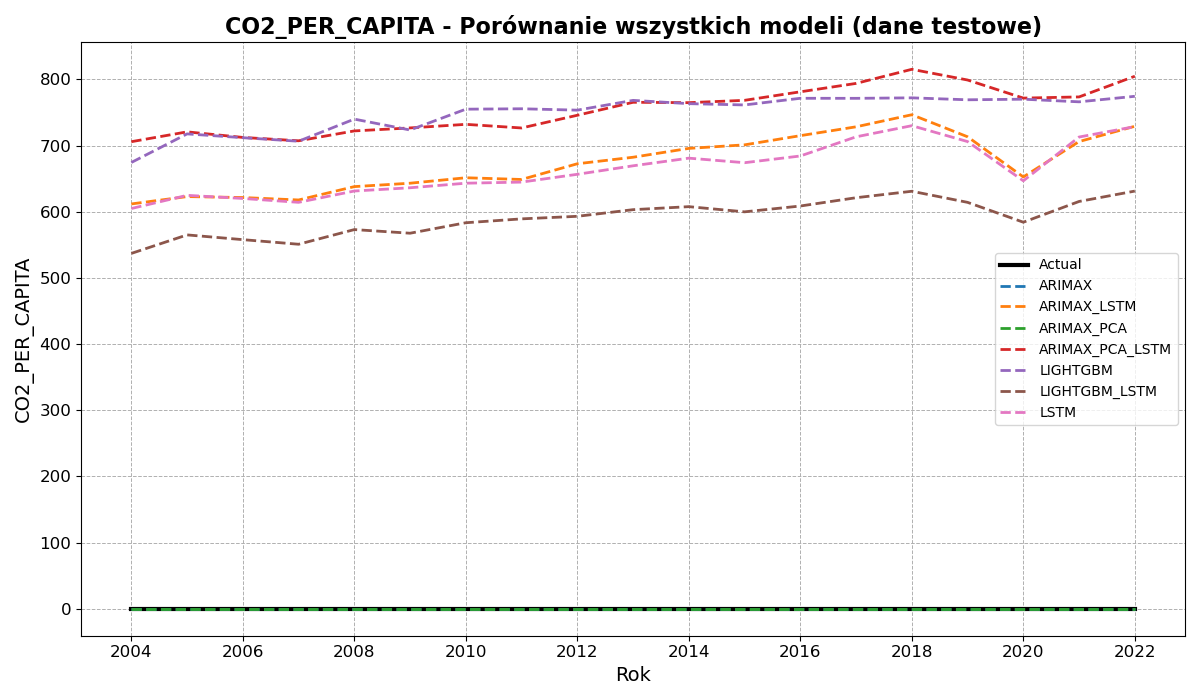 CO2_PER_CAPITA - Porównanie wszystkich modeli (dane testowe)
800
700
600
500
400
300
200
100
0
CO2_PER_CAPITA
Actual
ARIMAX
ARIMAX_LSTM
ARIMAX_PCA
ARIMAX_PCA_LSTM
LIGHTGBM
LIGHTGBM_LSTM
LSTM
2004 2006 2008 2010 2012 2014 2016 2018 2020 2022
Rok